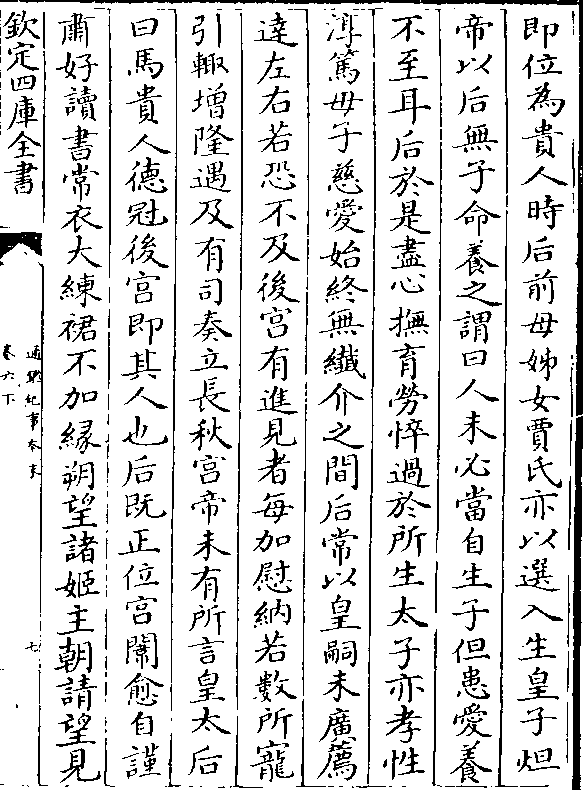 即位為貴人時后前母姊女賈氏亦以選入生皇子炟
帝以后無子命養之謂曰人未必當自生子但患愛養
不至耳后於是盡心撫育勞悴過於所生太子亦孝性
淳篤母子慈愛始終無纖介之間后常以皇嗣未廣薦
達左右若恐不及後宮有進見者每加慰納若數所寵
引輙增隆遇及有司奏立長秋宮帝未有所言皇太后
曰馬貴人德冠後宮即其人也后既正位宮闈愈自謹
肅好讀書常衣大練裙不加緣朔望諸姬主朝請望見
欽定四庫全書
通鑑紀事本末
卷六下
七